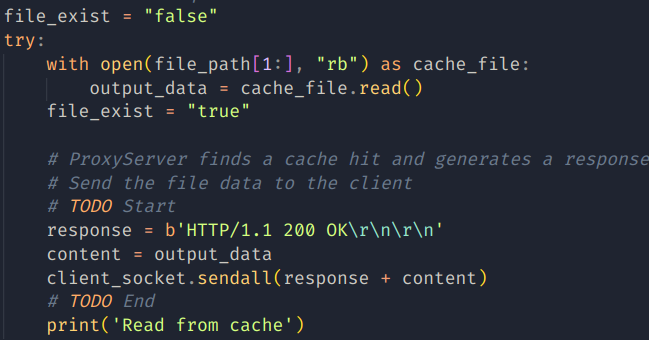 file_exist = "false"
try:
    with open(file_path[1:], "rb") as cache_file:
        output_data = cache_file.read()
    file_exist = "true"

    # ProxyServer finds a cache hit and generates a response
    # Send the file data to the client
    # TODO Start
    response = b'HTTP/1.1 200 OK\r\n\r\n'
    content = output_data
    client_socket.sendall(response + content)
    # TODO End
    print('Read from cache')